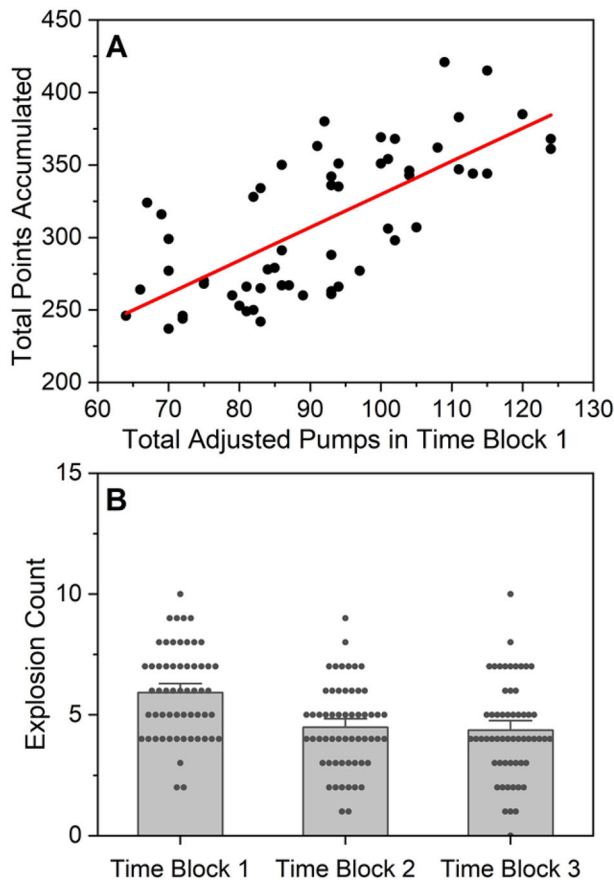 A
Total Points Accumulated
450
400
350
300
250
200
60 70 80 90 100 110 120 130
Total Adjusted Pumps in Time Block 1
B
Explosion Count
15
10
5
0
Time Block 1 Time Block 2 Time Block 3